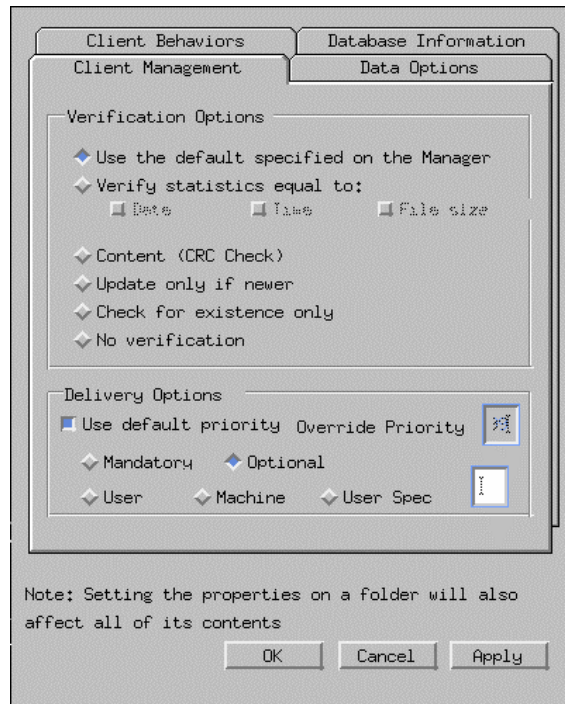 Client Behaviors Database Information
Client Management Data Options
Verification Options
Use the default specified on the Manager
Verify statistics equal to:
Date Time File size
Content (CRC Check)
Update only if newer
Check for existence only
No verification
Delivery Options
Use default priority Override Priority
Mandatory Optional
User Machine User Spec
Note: Setting the properties on a folder will also
affect all of its contents
OK Cancel Apply